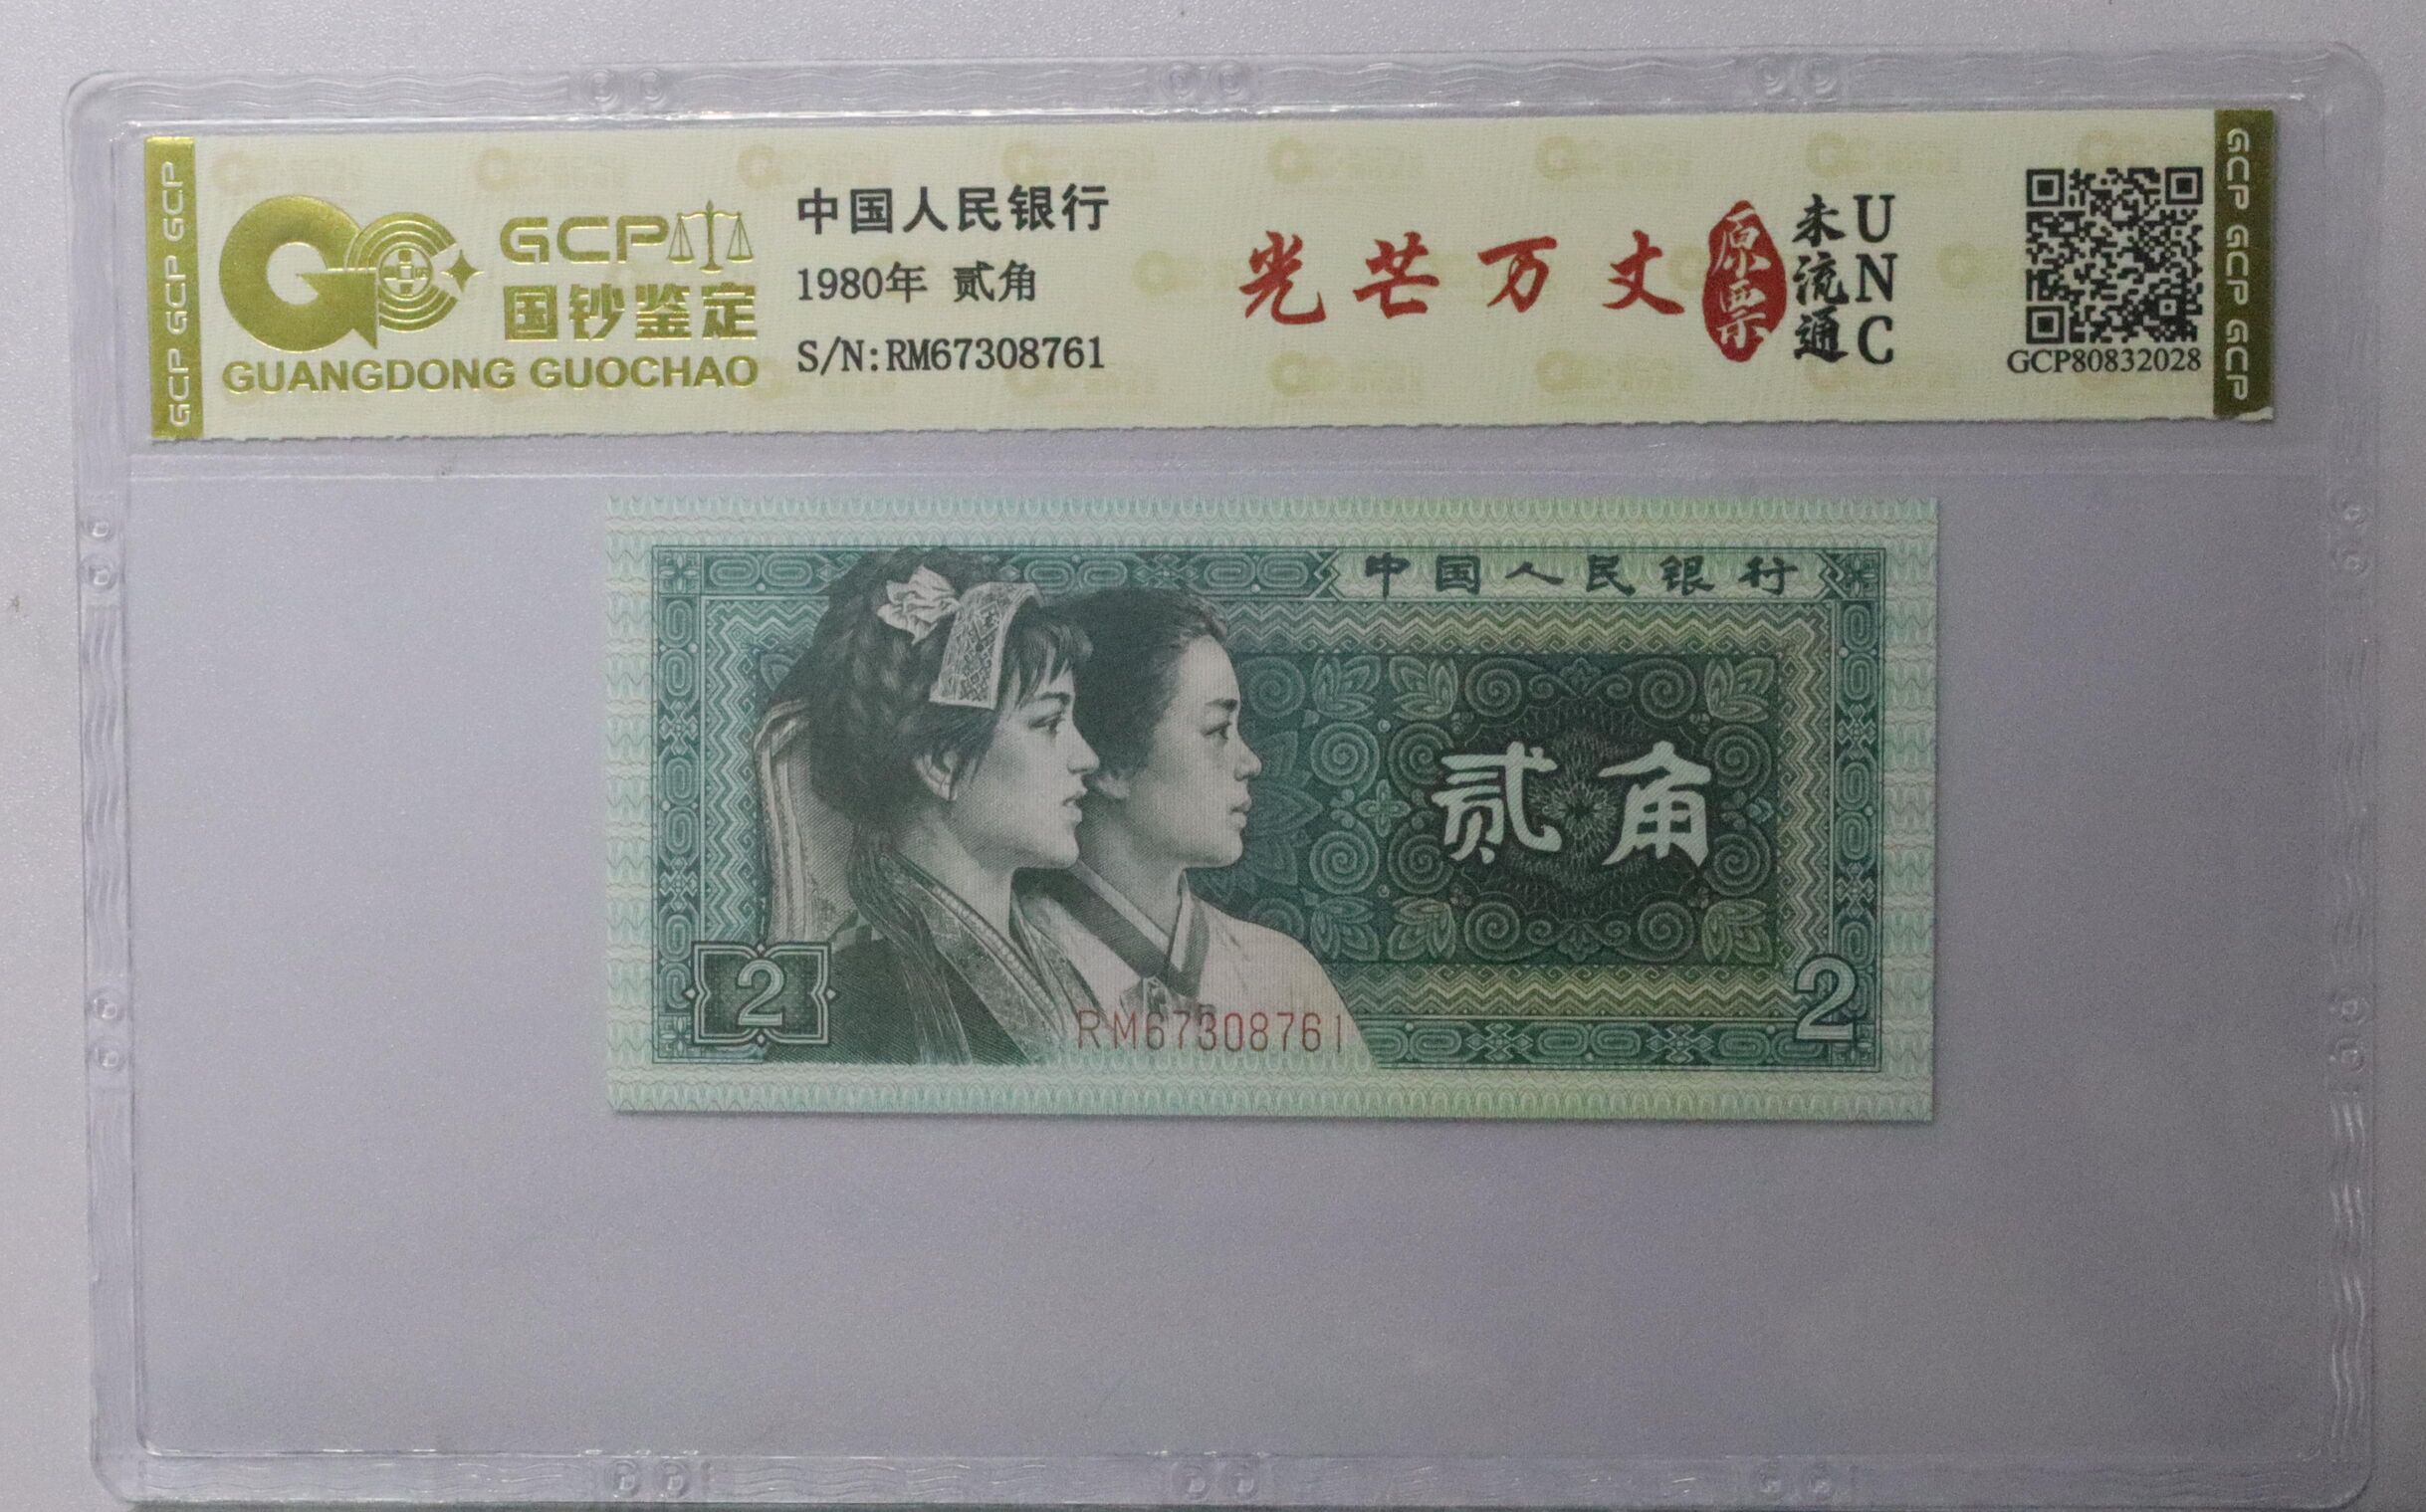 GCP GCP GCP
GCP
国钞鉴定
GUANGDONG GUOCHAO
中国人民银行
1980年 贰角
S/N:RM67308761
光芒万丈
原票
未流通
UNC
GCP80832028
GCP GCP GCP
中国人民银行
贰角
2
RM67308761
2